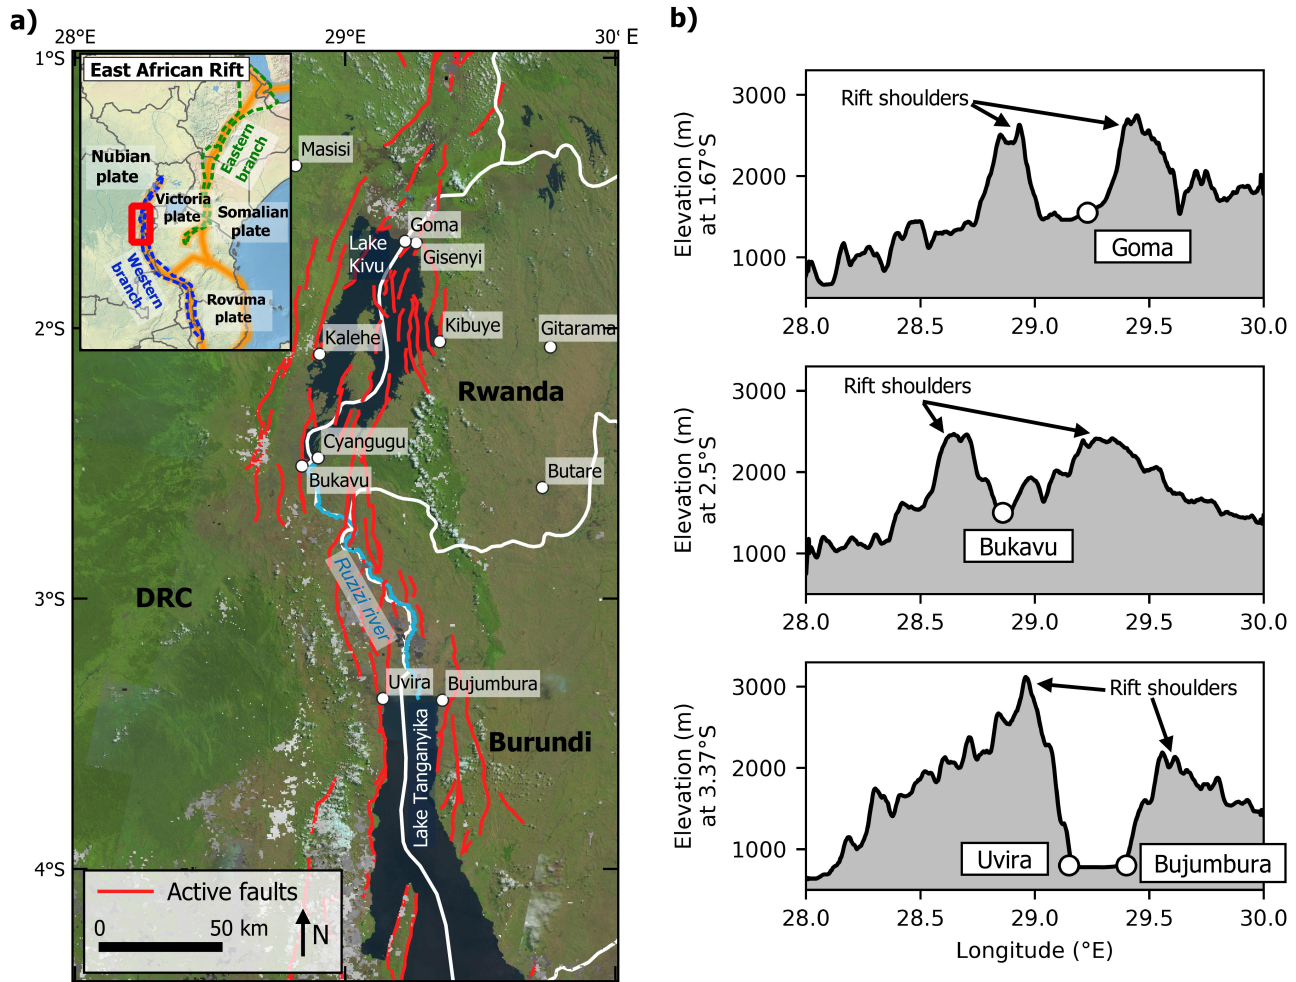 a)
28°E
29°E
30° E
1°S
2°S
3°S
4°S
East African Rift
Nubian
plate
Eastern
branch
Victoria
plate
Somalian
plate
Western
branch
Rovuma
plate
Masisi
Goma
Gisenyi
Lake
Kivu
Kalehe
Kibuye
Gitarama
Rwanda
Cyangugu
Bukavu
Butare
DRC
Ruzizi river
Uvira
Bujumbura
Burundi
Lake Tanganyika
Active faults
0
50 km
N
b)
Elevation (m)
at 1.67°S
3000
2000
1000
Rift shoulders
Goma
28.0
28.5
29.0
29.5
30.0
Elevation (m)
at 2.5°S
3000
2000
1000
Rift shoulders
Bukavu
28.0
28.5
29.0
29.5
30.0
Elevation (m)
at 3.37°S
3000
2000
1000
Rift shoulders
Uvira
Bujumbura
28.0
28.5
29.0
29.5
30.0
Longitude (°E)